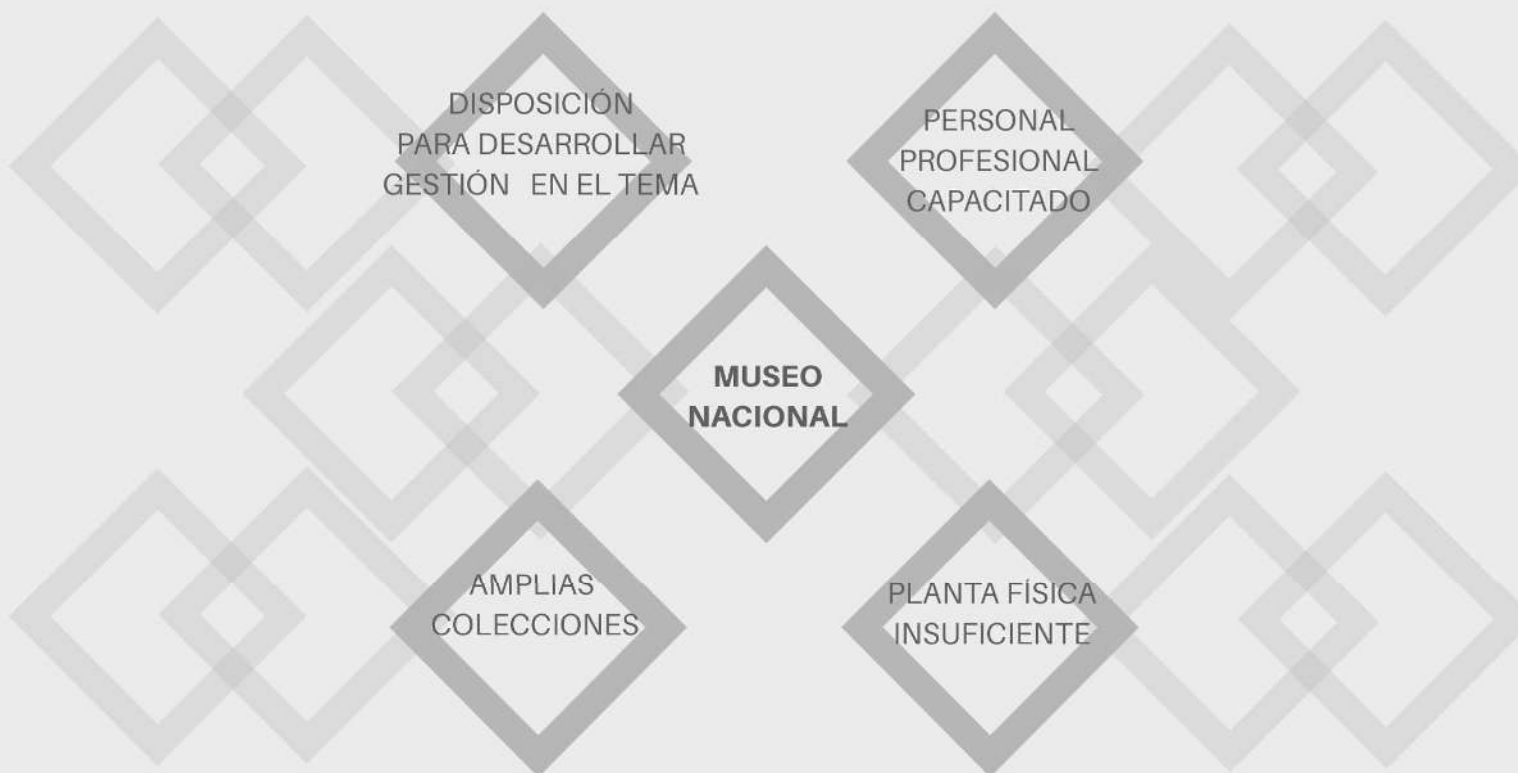 DISPOSICIÓN
PARA DESARROLLAR
GESTIÓN EN EL TEMA
PERSONAL
PROFESIONAL
CAPACITADO
MUSEO
NACIONAL
AMPLIAS
COLECCIONES
PLANTA FÍSICA
INSUFICIENTE